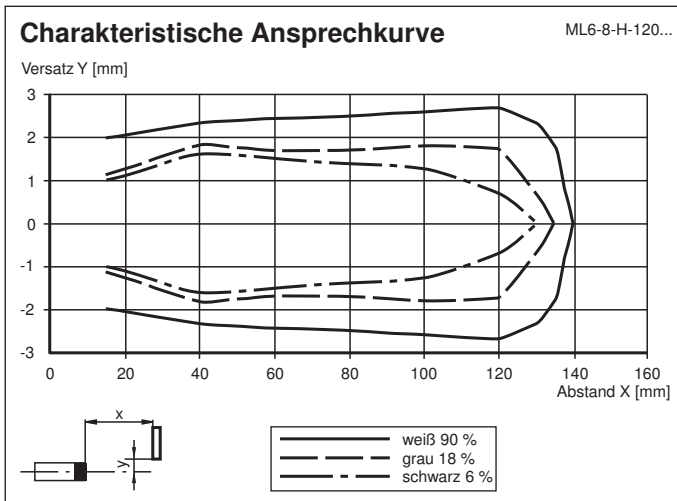 Charakteristische Ansprechkurve
ML6-8-H-120...
Versatz Y [mm]
3
2
1
0
-1
-2
-3
0 20 40 60 80 100 120 140 160
Abstand X [mm]
x
y
weiß 90 %
grau 18 %
schwarz 6 %